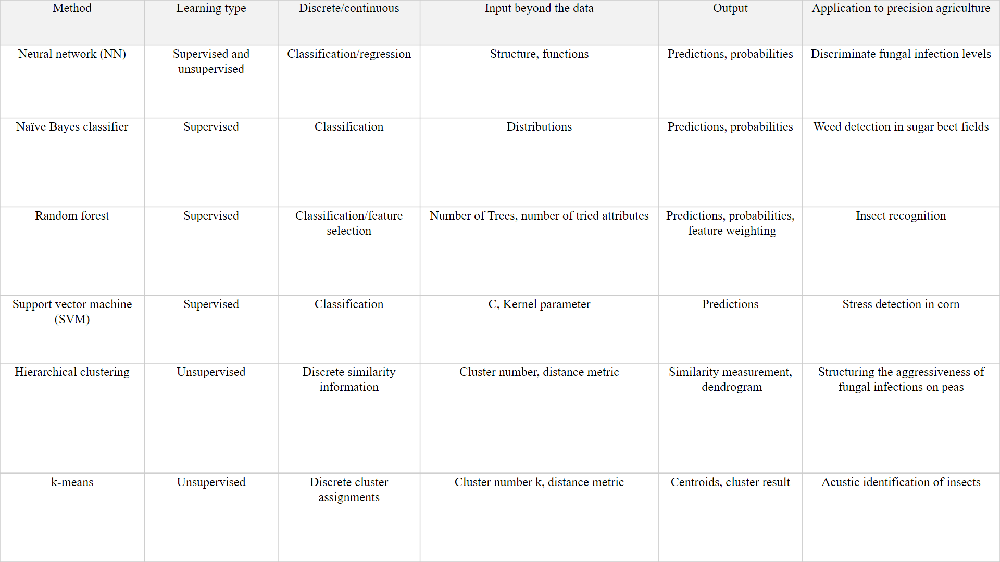 Method
Learning type
Discrete/continuous
Input beyond the data
Output
Application to precision agriculture
Neural network (NN)
Supervised and
unsupervised
Classification/regression
Structure, functions
Predictions, probabilities
Discriminate fungal infection levels
Naïve Bayes classifier
Supervised
Classification
Distributions
Predictions, probabilities
Weed detection in sugar beet fields
Random forest
Supervised
Classification/feature
selection
Number of Trees, number of tried attributes
Predictions, probabilities,
feature weighting
Insect recognition
Support vector machine
(SVM)
Supervised
Classification
C, Kernel parameter
Predictions
Stress detection in corn
Hierarchical clustering
Unsupervised
Discrete similarity
information
Cluster number, distance metric
Similarity measurement,
dendrogram
Structuring the aggressiveness of
fungal infections on peas
k-means
Unsupervised
Discrete cluster
assignments
Cluster number k, distance metric
Centroids, cluster result
Acustic identification of insects